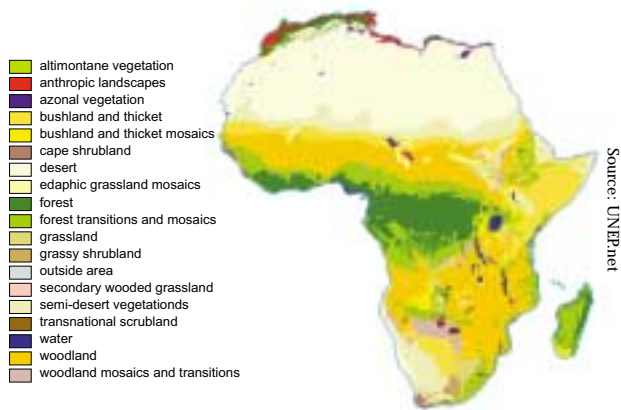 altimontane vegetation
anthropic landscapes
azonal vegetation
bushland and thicket
bushland and thicket mosaics
cape shrubland
desert
edaphic grassland mosaics
forest
forest transitions and mosaics
grassland
grassy shrubland
outside area
secondary wooded grassland
semi-desert vegetationds
transnational scrubland
water
woodland
woodland mosaics and transitions
Source: UNEP.net